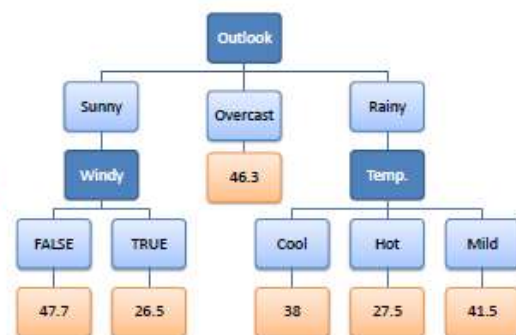 Outlook
Sunny
Overcast
Rainy
Windy
46.3
Temp.
FALSE
TRUE
Cool
Hot
Mild
47.7
26.5
38
27.5
41.5